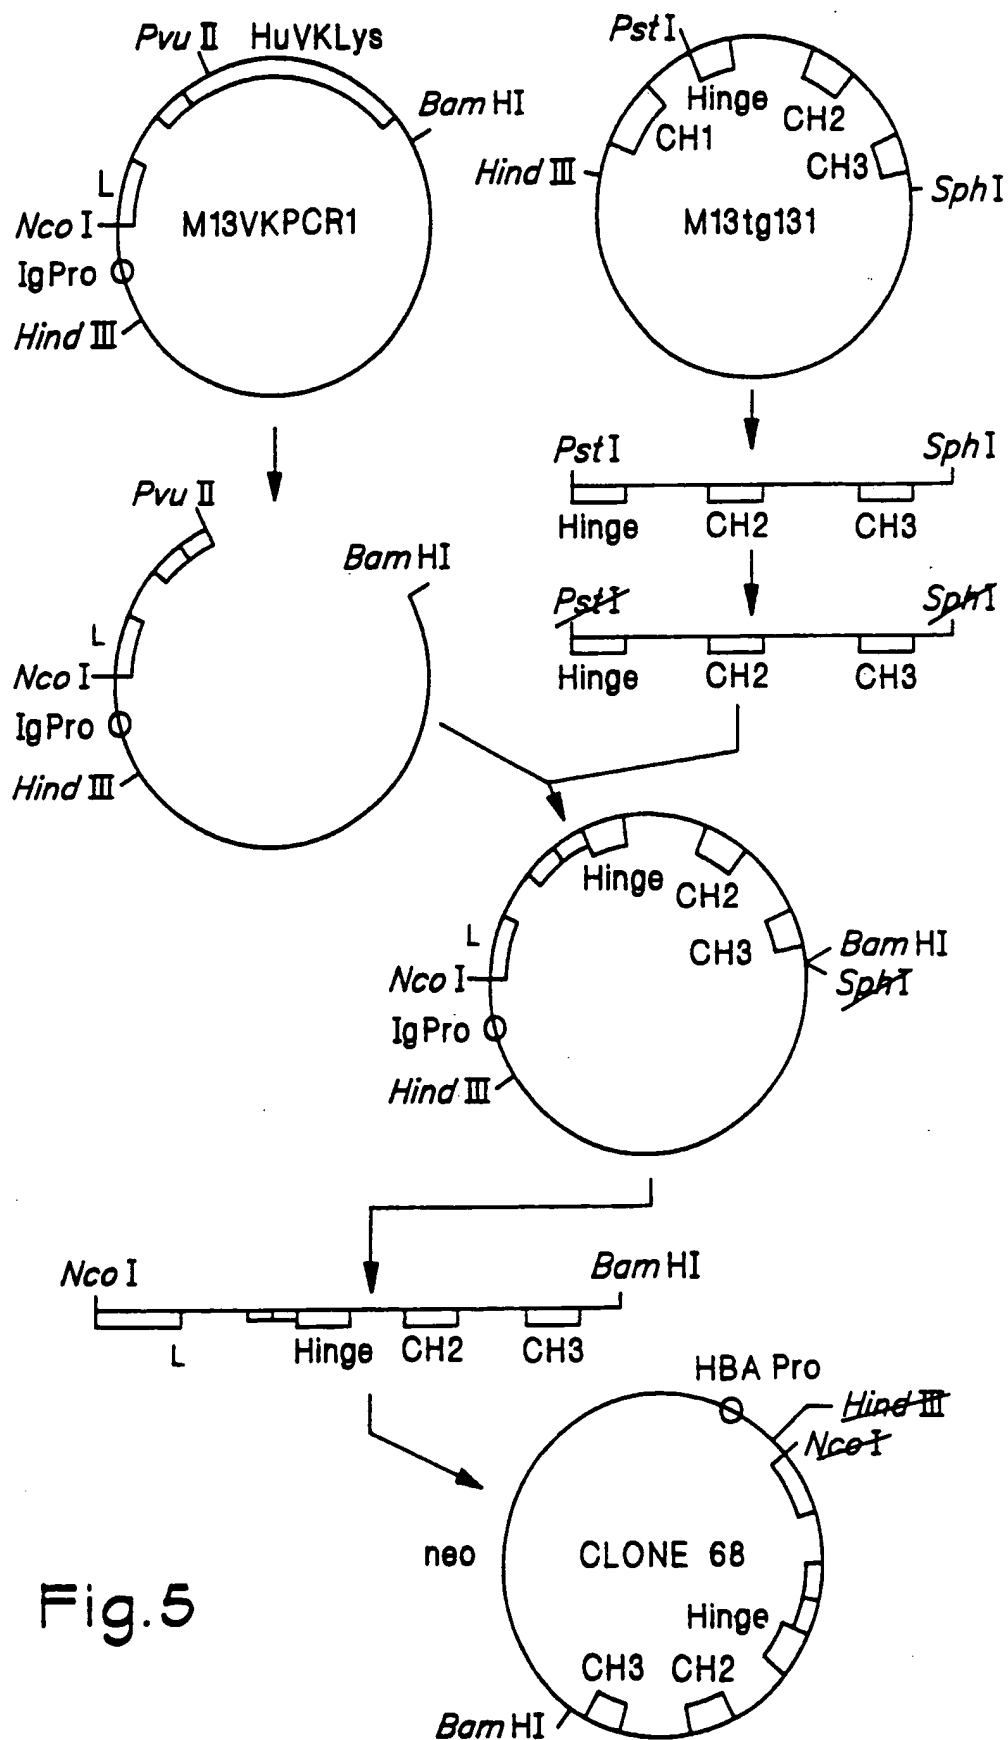 Pvu II HuVKLys
Bam HI
L
Nco I
M13VKPCR1
IgPro
Hind III
Pst I
Hinge
CH2
CH1
CH3
Hind III
Sph I
M13tg131
Pst I
Sph I
Hinge
CH2
CH3
Pst I
Sph I
Hinge
CH2
CH3
Pvu II
Bam HI
L
Nco I
IgPro
Hind III
Hinge
CH2
CH3
L
Bam HI
Sph I
Nco I
IgPro
Hind III
Nco I
Bam HI
L
Hinge
CH2
CH3
HBA Pro
Hind III
Nco I
neo
CLONE 68
Hinge
CH3
CH2
Bam HI
Fig.5